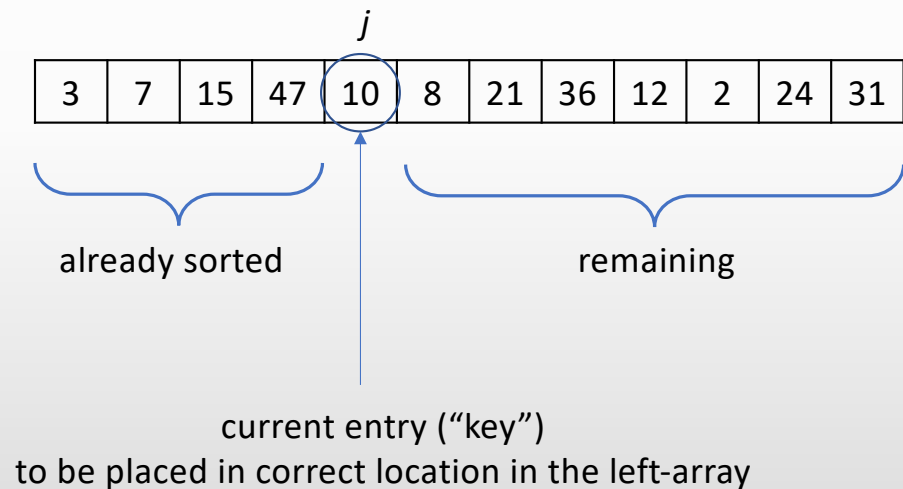 j
3 7 15 47 10 8 21 36 12 2 24 31
already sorted
remaining
current entry (“key”)
to be placed in correct location in the left-array